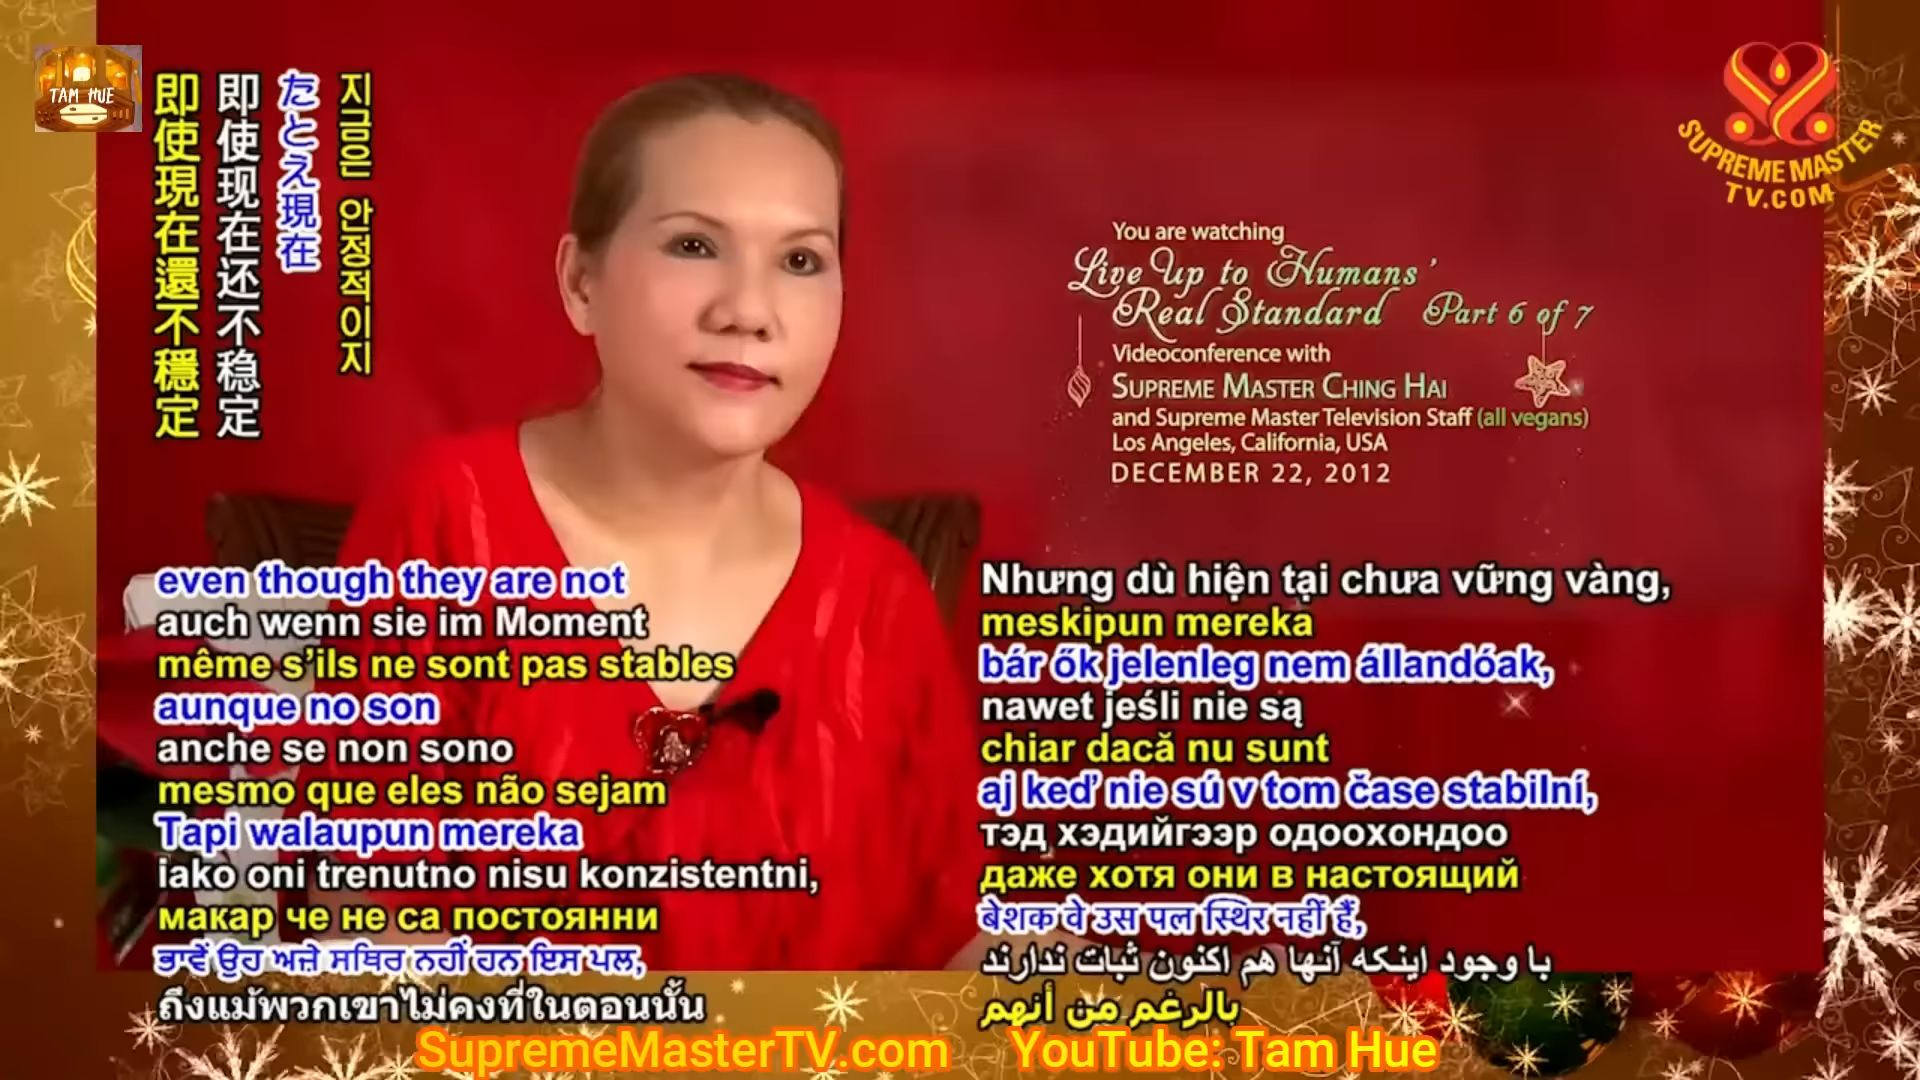 TAM HUE
即使現在還不穩定
即使现在还不稳定
たとえ現在
지금은 안정적이지
SUPREME MASTER
TV.COM
You are watching
Live Up to Humans'
Real Standard Part 6 of 7
Videoconference with
SUPREME MASTER CHING HAI
and Supreme Master Television Staff (all vegans)
Los Angeles, California, USA
DECEMBER 22, 2012
even though they are not
auch wenn sie im Moment
même s'ils ne sont pas stables
aunque no son
anche se non sono
mesmo que eles não sejam
Tapi walaupun mereka
iako oni trenutno nisu konzistentni,
макар че не са постоянни
ਭਾਵੇਂ ਉਹ ਅਜੇ ਸਥਿਰ ਨਹੀਂ ਹਨ ਇਸ ਪਲ,
ถึงแม้พวกเขาไม่คงที่ในตอนนั้น
Nhưng dù hiện tại chưa vững vàng,
meskipun mereka
bár ők jelenleg nem állandóak,
nawet jeśli nie są
chiar dacă nu sunt
aj keď nie sú v tom čase stabilní,
тэд хэдийгээр одоохондоо
даже хотя они в настоящий
बेशक वे उस पल स्थिर नहीं हैं,
با وجود اینکه آنها هم اکنون ثبات ندارند
بالرغم من أنهم
SupremeMasterTV.com YouTube: Tam Hue